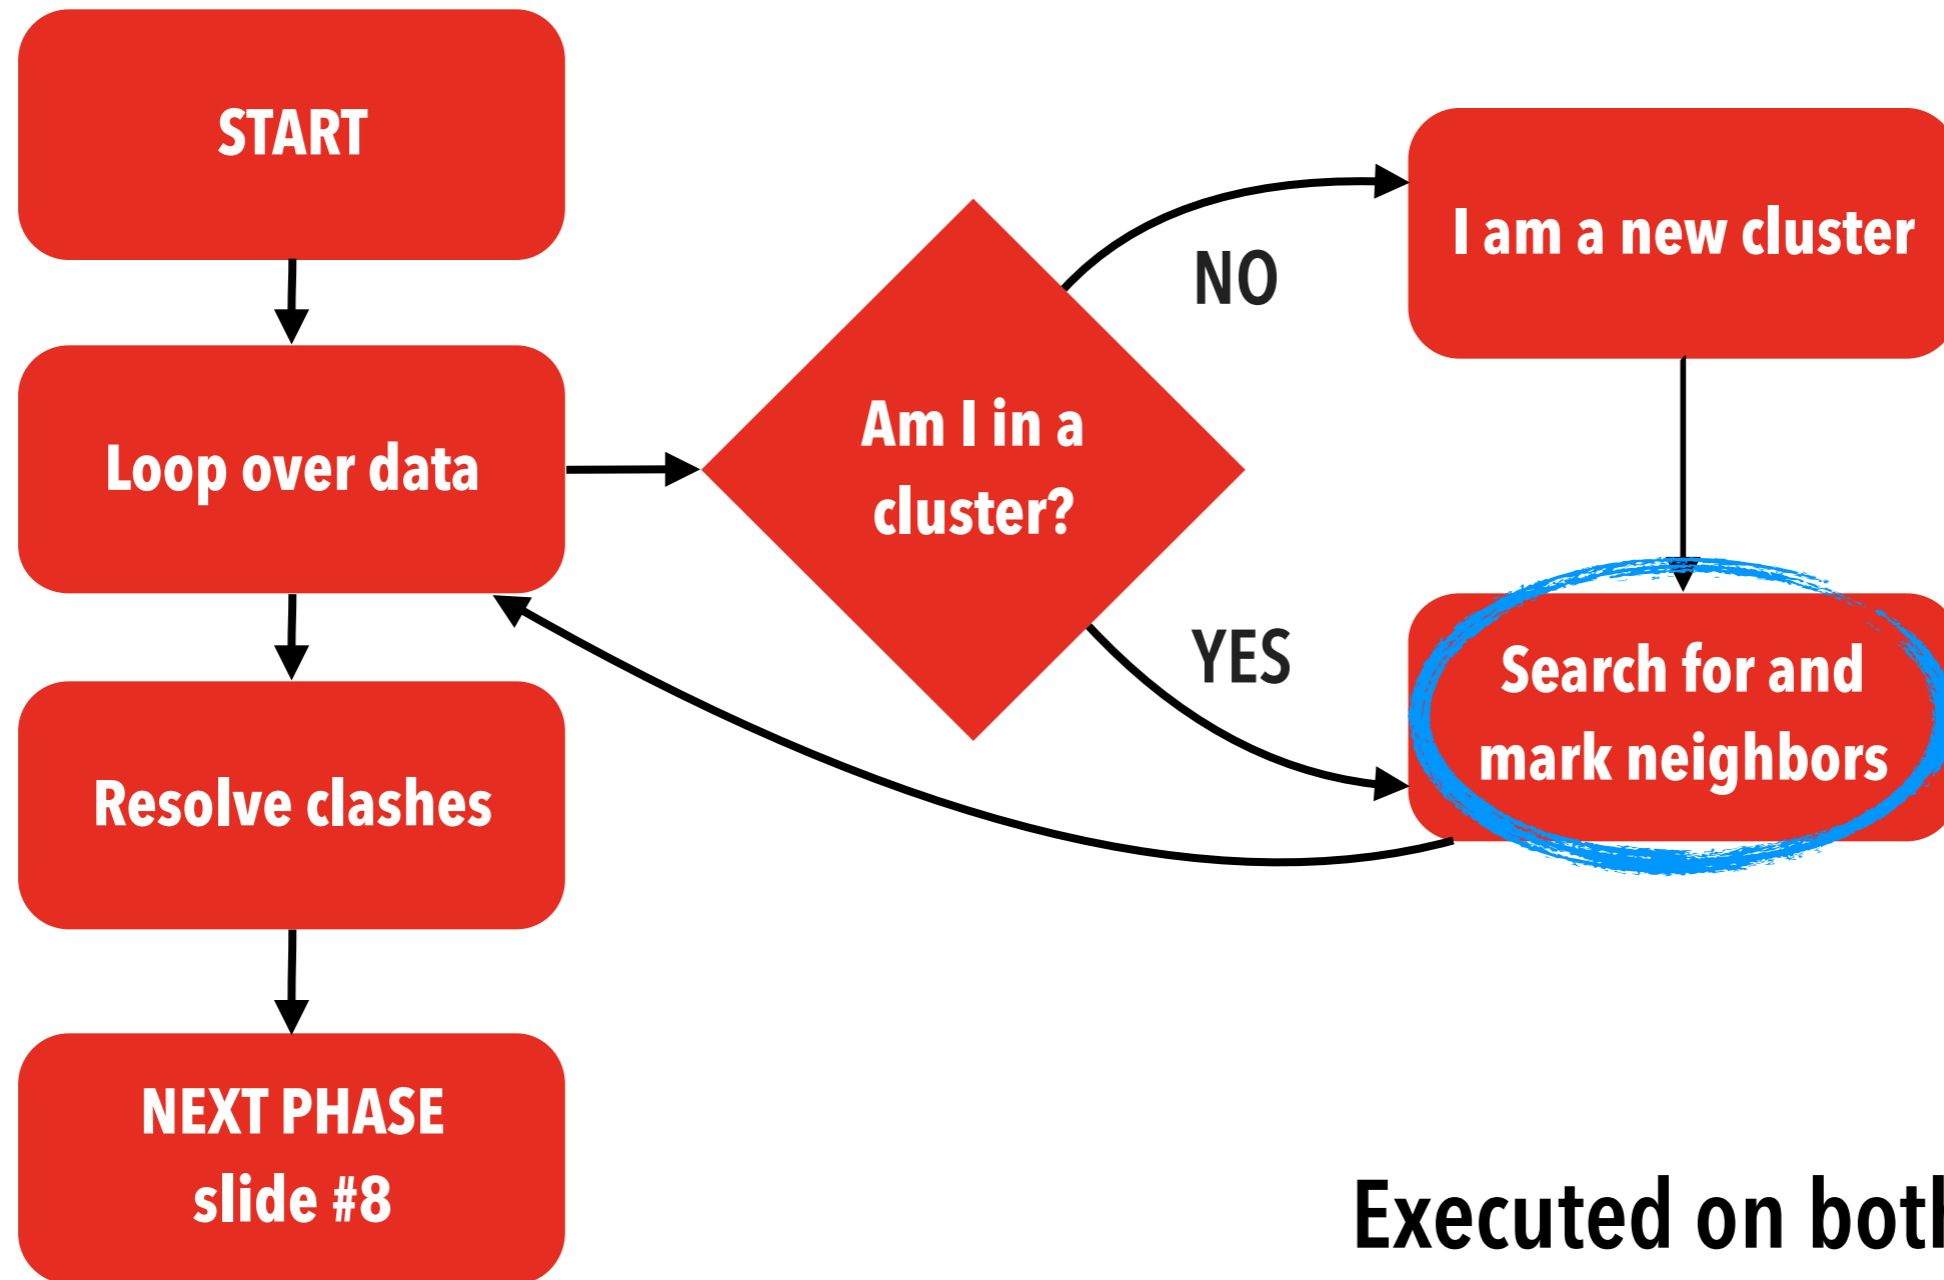 START
Loop over data
Resolve clashes
NEXT PHASE
slide #8
Am I in a
cluster?
NO
YES
I am a new cluster
Search for and
mark neighbors
Executed on both